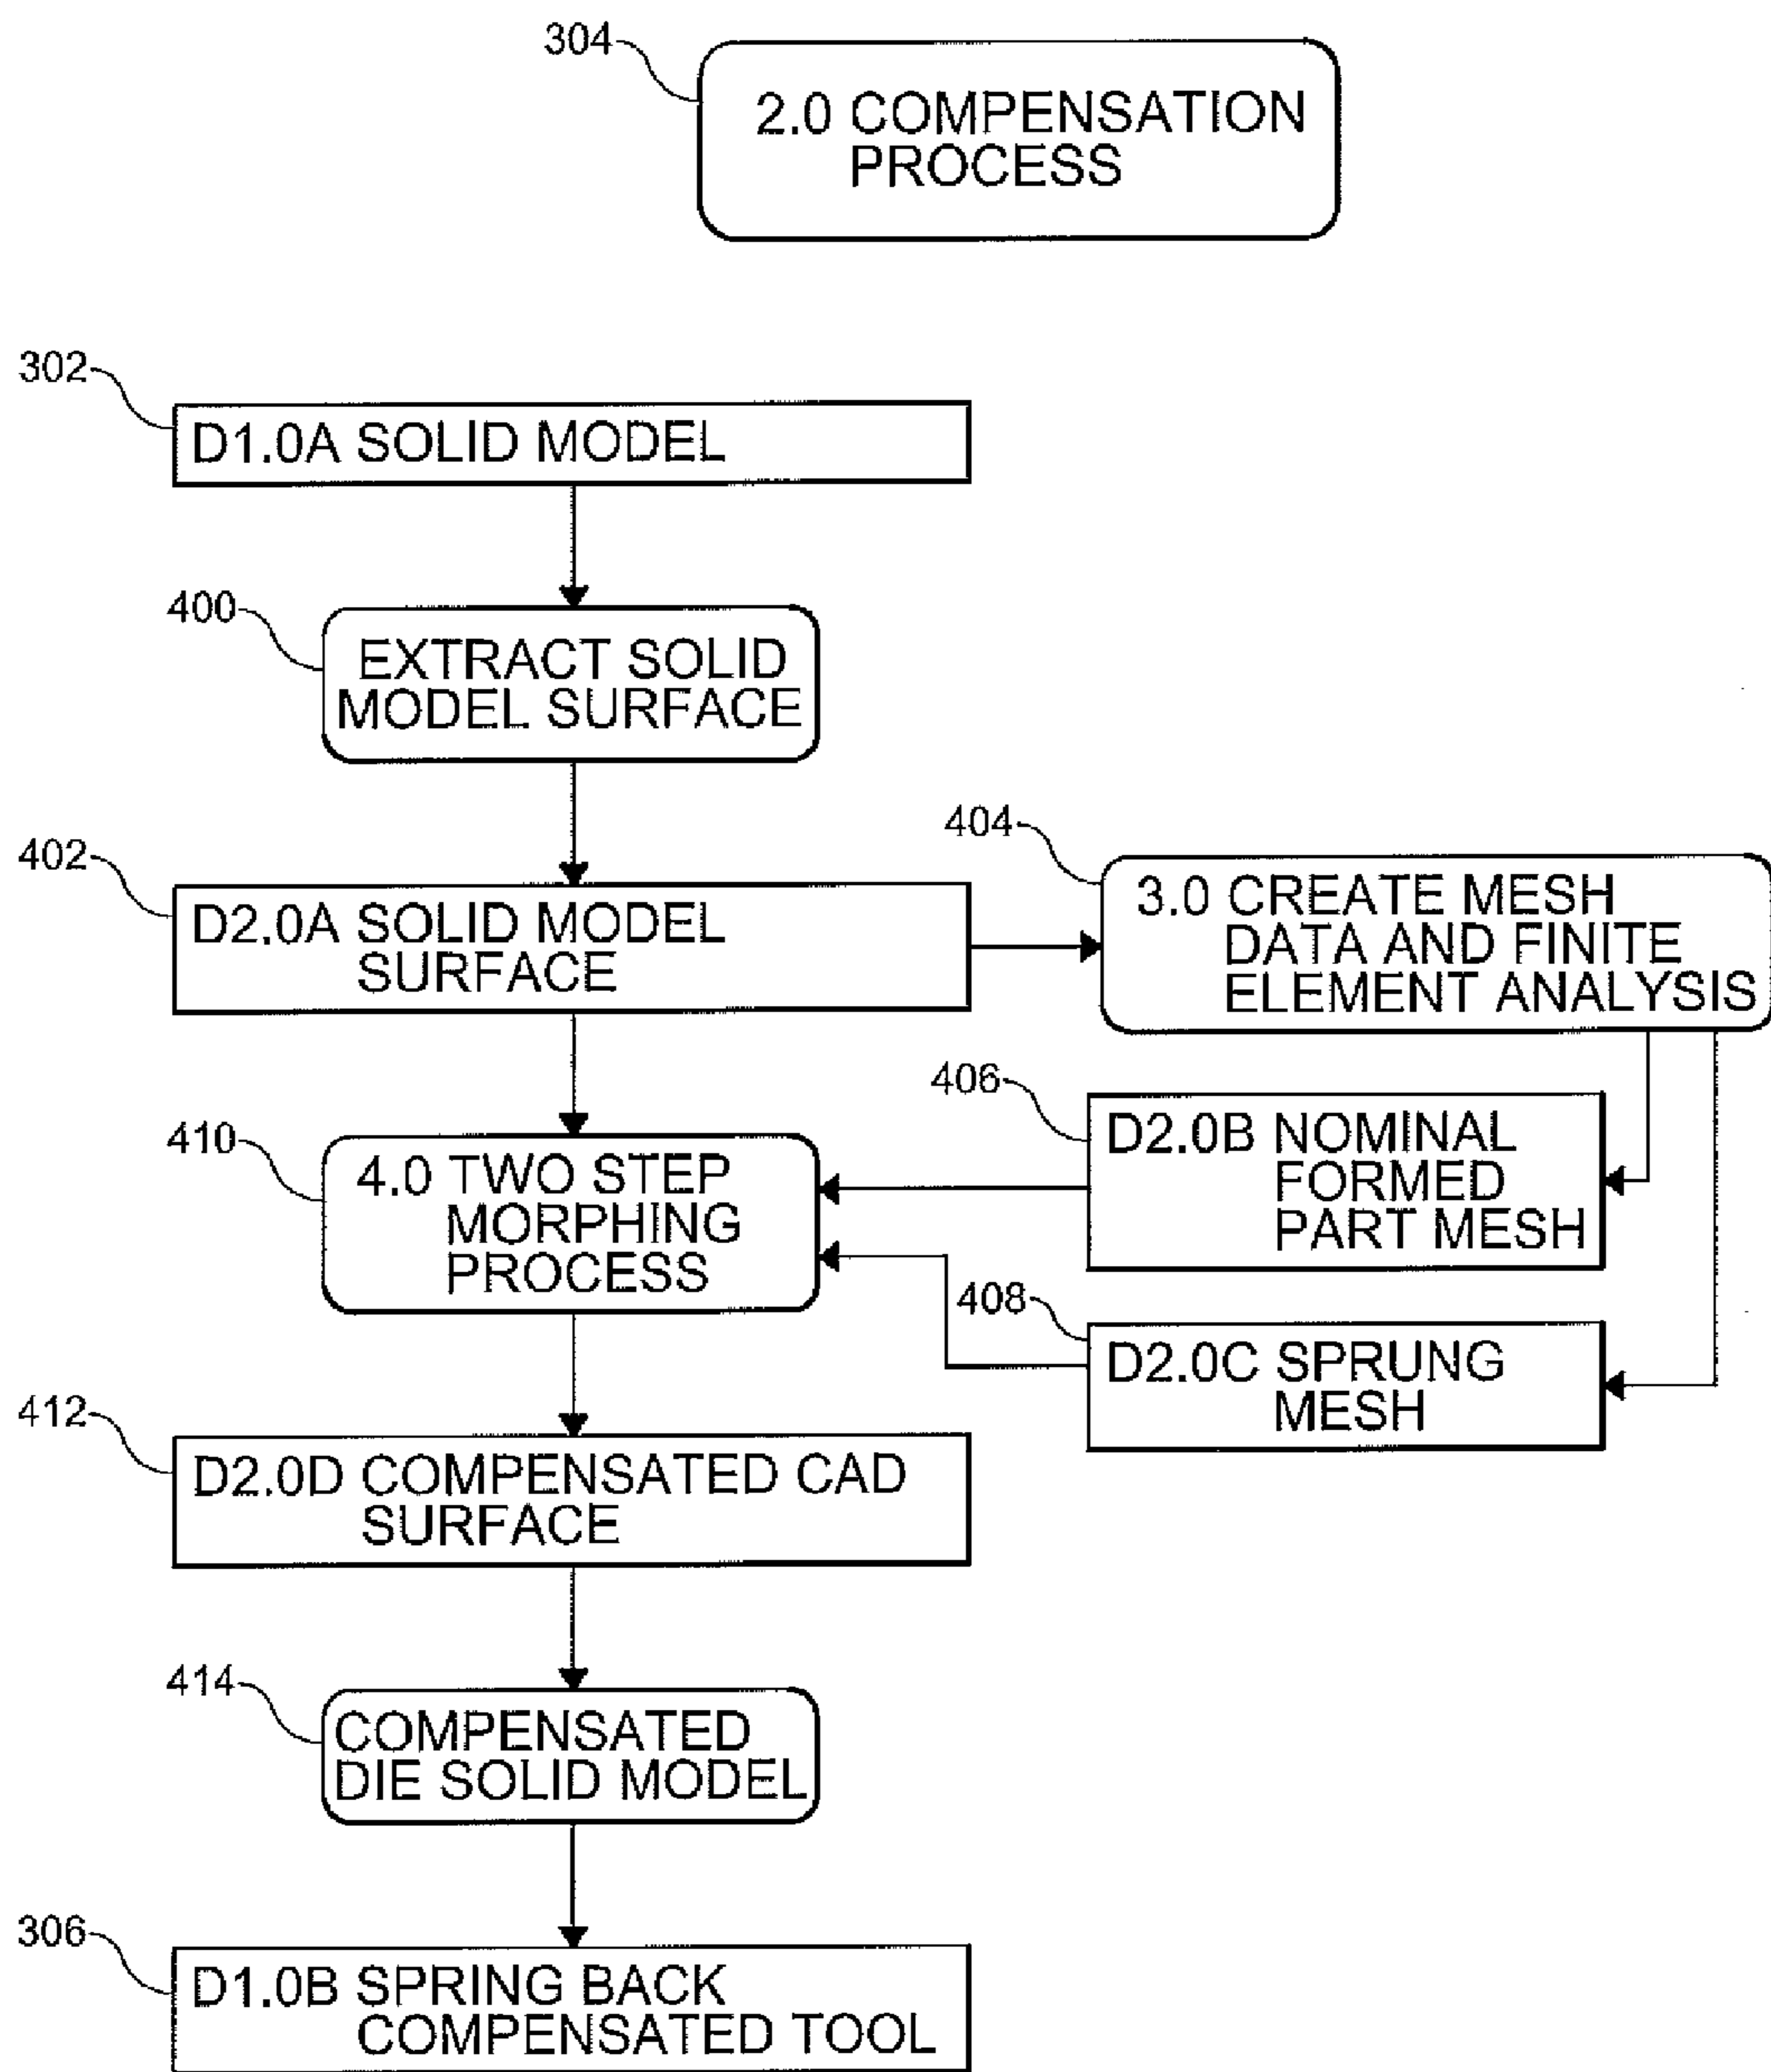 304
2.0 COMPENSATION
PROCESS
302
D1.0A SOLID MODEL
400
EXTRACT SOLID
MODEL SURFACE
402
D2.0A SOLID MODEL
SURFACE
404
3.0 CREATE MESH
DATA AND FINITE
ELEMENT ANALYSIS
406
D2.0B NOMINAL
FORMED
PART MESH
410
4.0 TWO STEP
MORPHING
PROCESS
408
D2.0C SPRUNG
MESH
412
D2.0D COMPENSATED CAD
SURFACE
414
COMPENSATED
DIE SOLID MODEL
306
D1.0B SPRING BACK
COMPENSATED TOOL